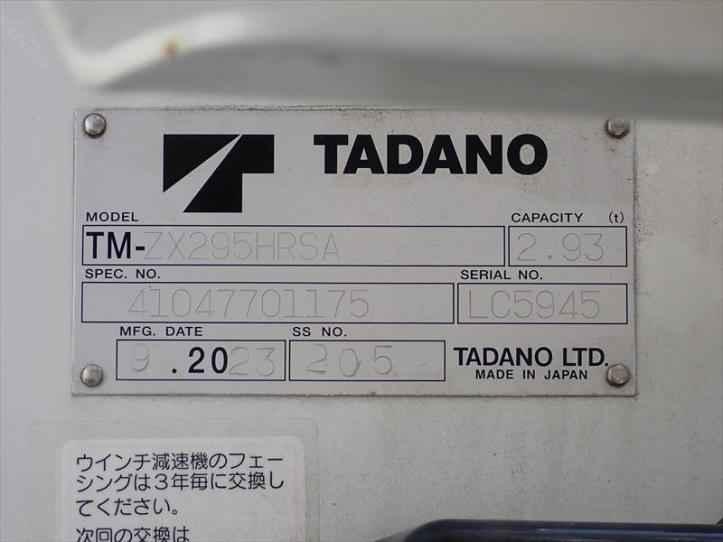 TADANO
MODEL
CAPACITY (t)
TM-ZX295HRSA
2.93
SPEC. NO.
SERIAL NO.
41047701175
LC5945
MFG. DATE
SS NO.
9 .2023
205
TADANO LTD.
MADE IN JAPAN
ウインチ減速機のフェー
シングは3年毎に交換し
てください。
次回の交換は